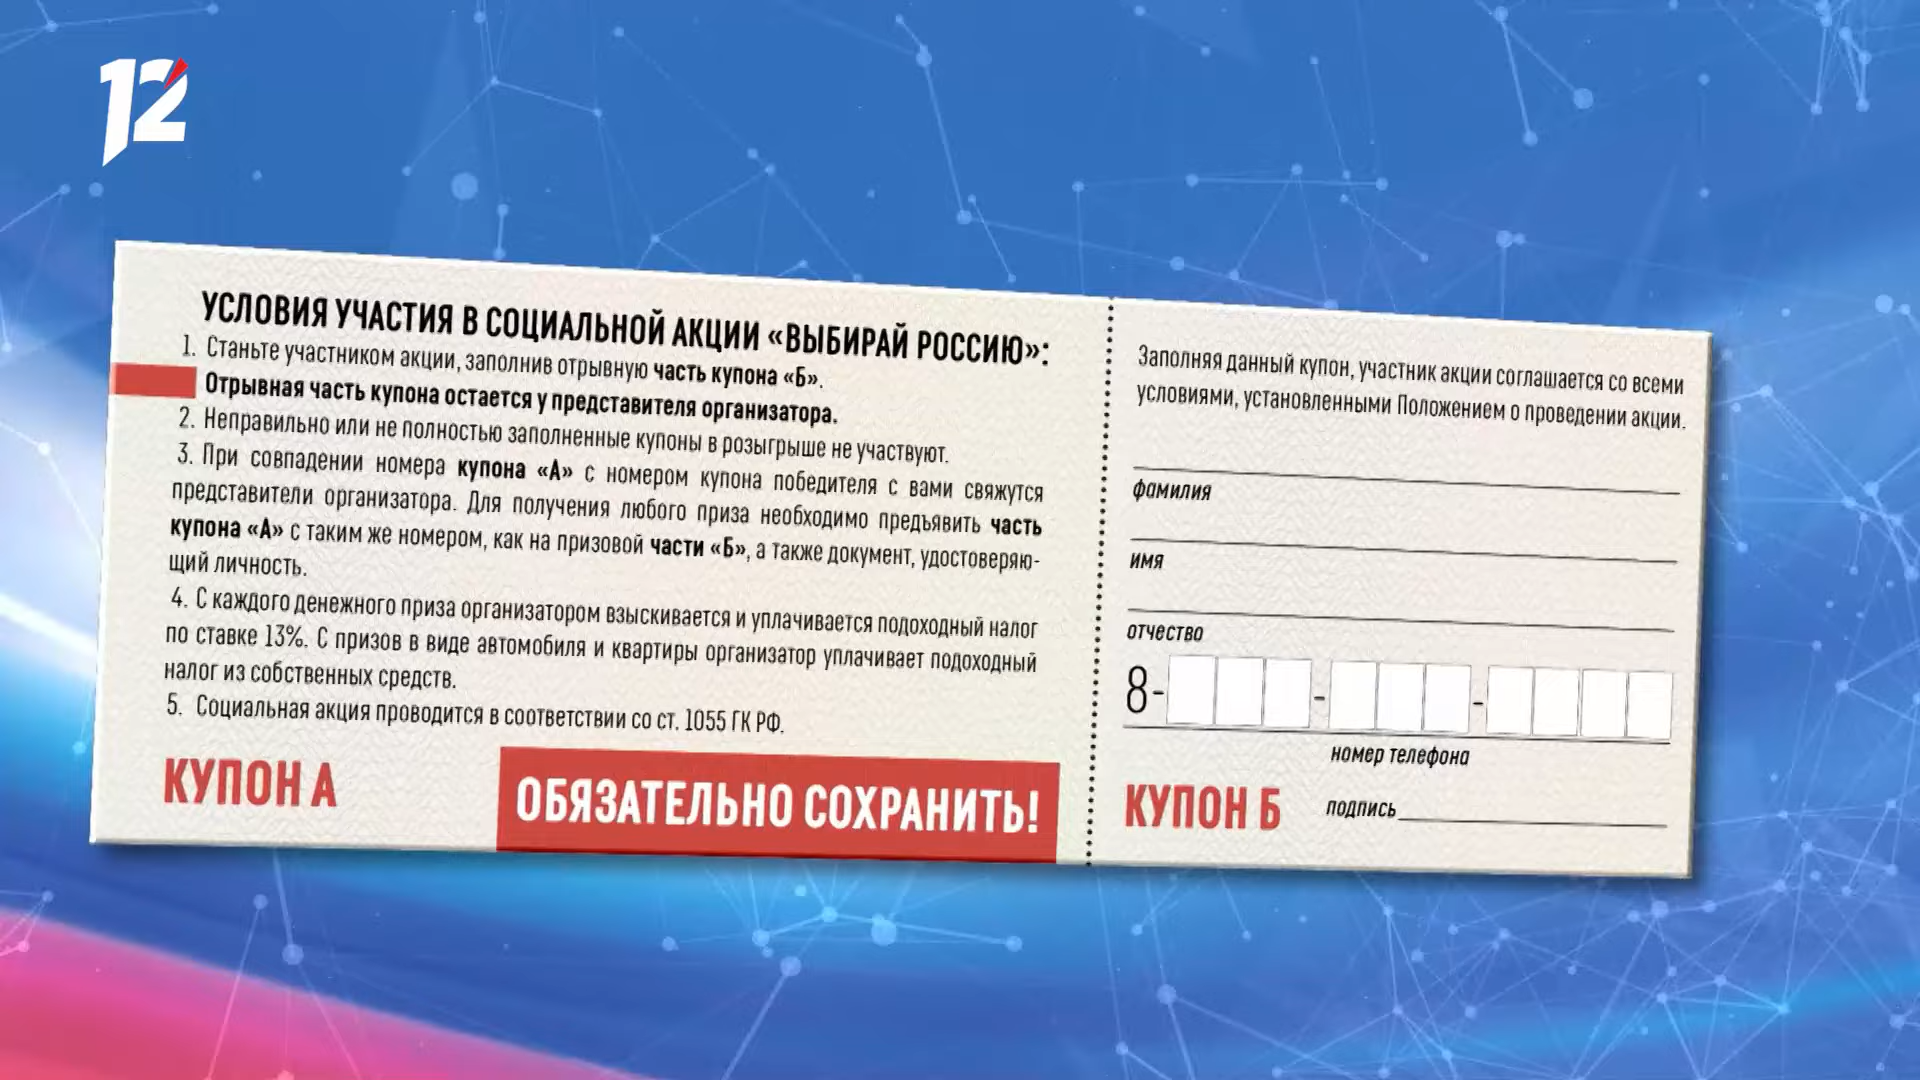 12
УСЛОВИЯ УЧАСТИЯ В СОЦИАЛЬНОЙ АКЦИИ «ВЫБИРАЙ РОССИЮ»:
1. Станьте участником акции, заполнив отрывную часть купона «Б».
Отрывная часть купона остается у представителя организатора.
2. Неправильно или не полностью заполненные купоны в розыгрыше не участвуют.
3. При совпадении номера купона «А» с номером купона победителя с вами свяжутся
представители организатора. Для получения любого приза необходимо предъявить часть
купона «А» с таким же номером, как на призовой части «Б», а также документ, удостоверяю-
щий личность.
4. С каждого денежного приза организатором взыскивается и уплачивается подоходный налог
по ставке 13%. С призов в виде автомобиля и квартиры организатор уплачивает подоходный
налог из собственных средств.
5. Социальная акция проводится в соответствии со ст. 1055 ГК РФ.
КУПОН А
ОБЯЗАТЕЛЬНО СОХРАНИТЬ!
Заполняя данный купон, участник акции соглашается со всеми
условиями, установленными Положением о проведении акции.
фамилия
имя
отчество
8- - -
номер телефона
КУПОН Б
подпись